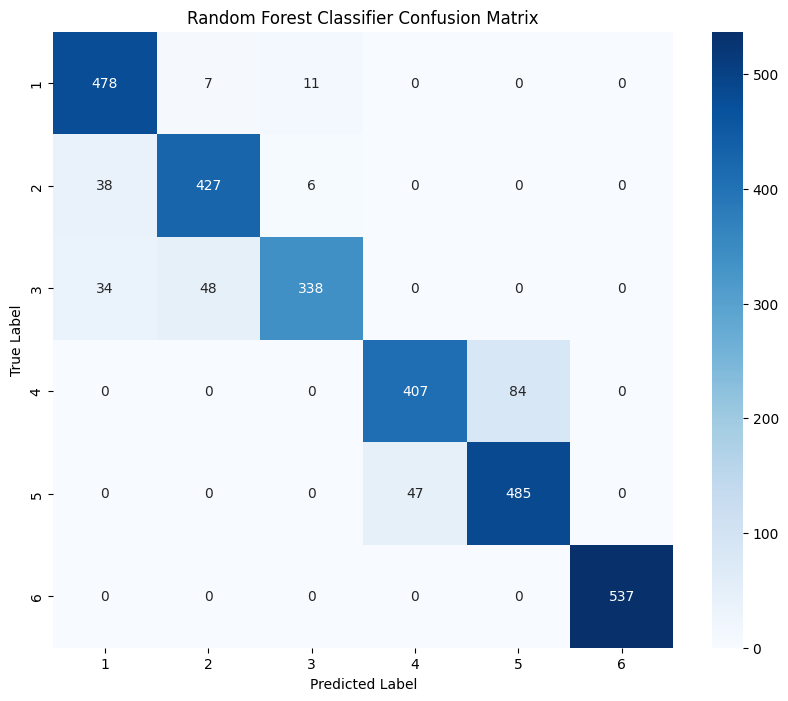 Random Forest Classifier Confusion Matrix
1 478 7 11 0 0 0
2 38 427 6 0 0 0
3 34 48 338 0 0 0
4 0 0 0 407 84 0
5 0 0 0 47 485 0
6 0 0 0 0 0 537
True Label
1 2 3 4 5 6
Predicted Label
500
400
300
200
100
0